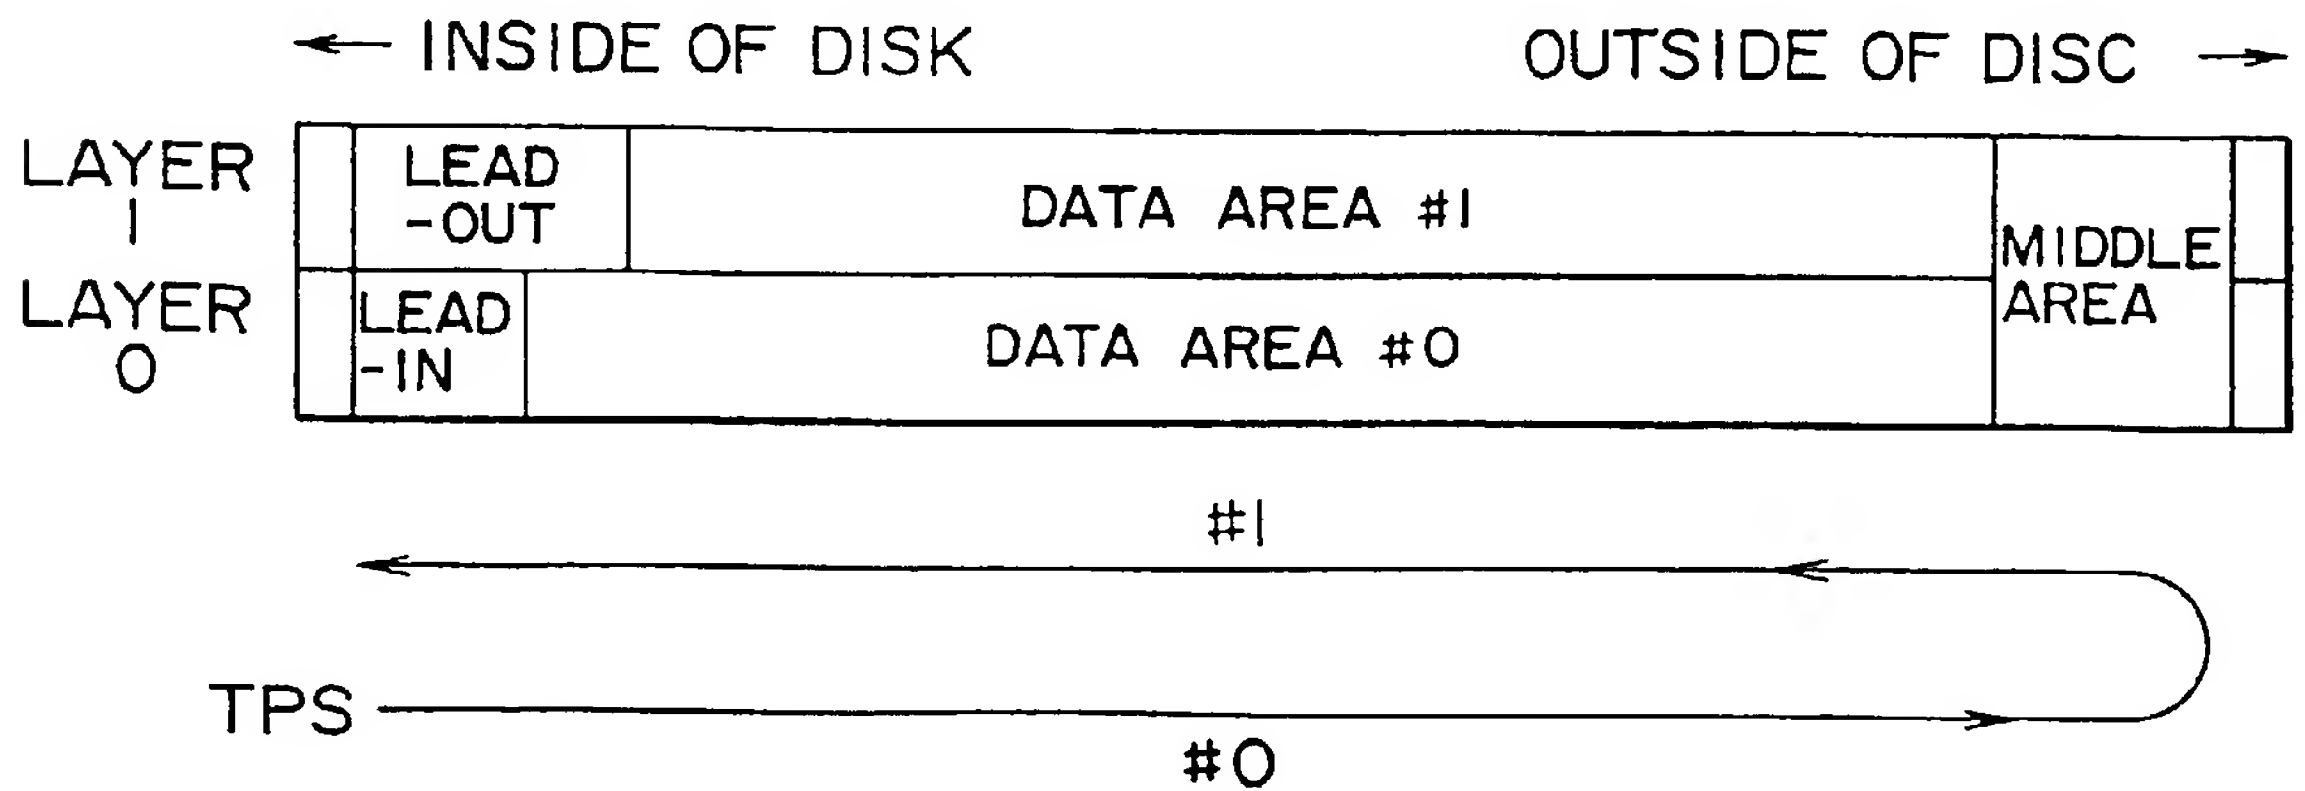 INSIDE OF DISK
OUTSIDE OF DISC
LAYER
1
LEAD
-OUT
DATA AREA #1
MIDDLE
AREA
LAYER
0
LEAD
-IN
DATA AREA #0
#1
TPS
#0